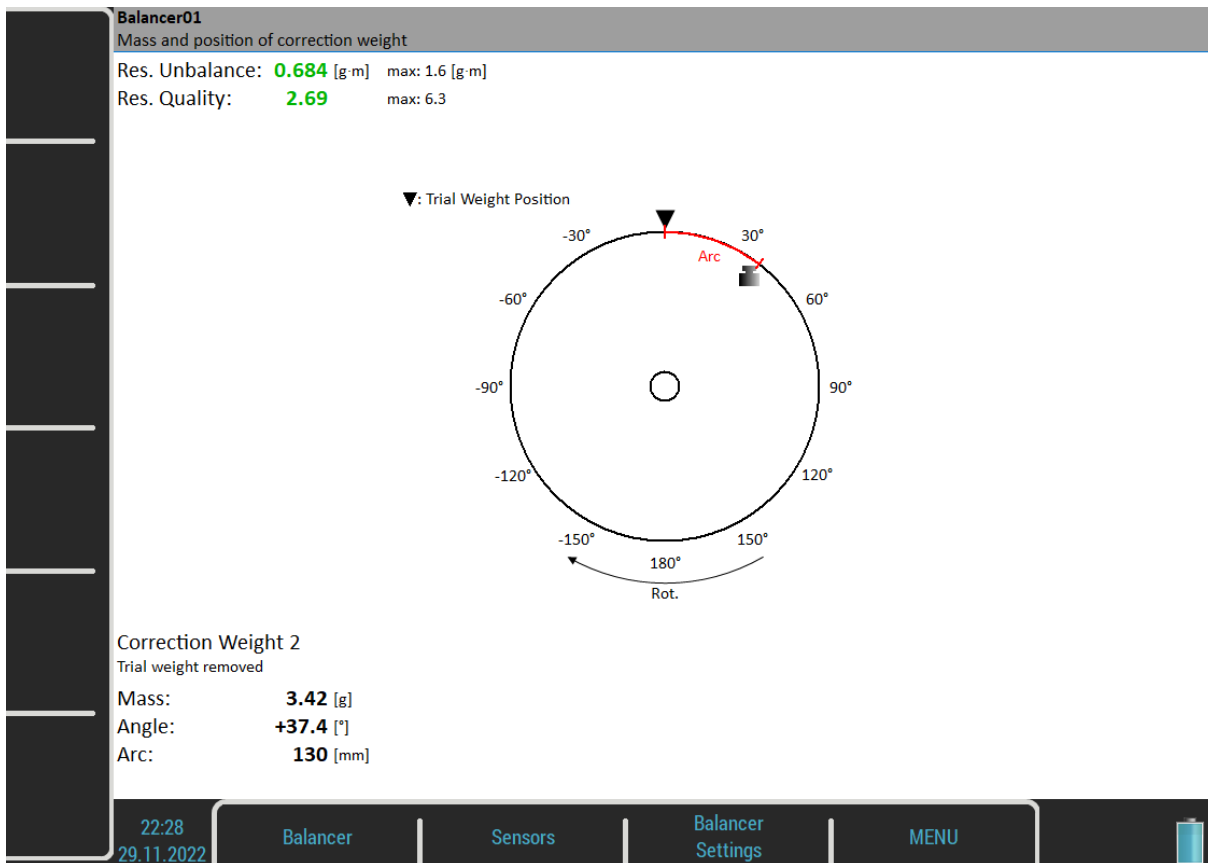 Balancer01
Mass and position of correction weight
Res. Unbalance: 0.684 [g·m] max: 1.6 [g·m]
Res. Quality: 2.69 max: 6.3
▼: Trial Weight Position
-30° 30°
Arc
-60° 60°
-90° 90°
-120° 120°
-150° 150°
180°
Rot.
Correction Weight 2
Trial weight removed
Mass: 3.42 [g]
Angle: +37.4 [°]
Arc: 130 [mm]
22:28
29.11.2022
Balancer
Sensors
Balancer
Settings
MENU